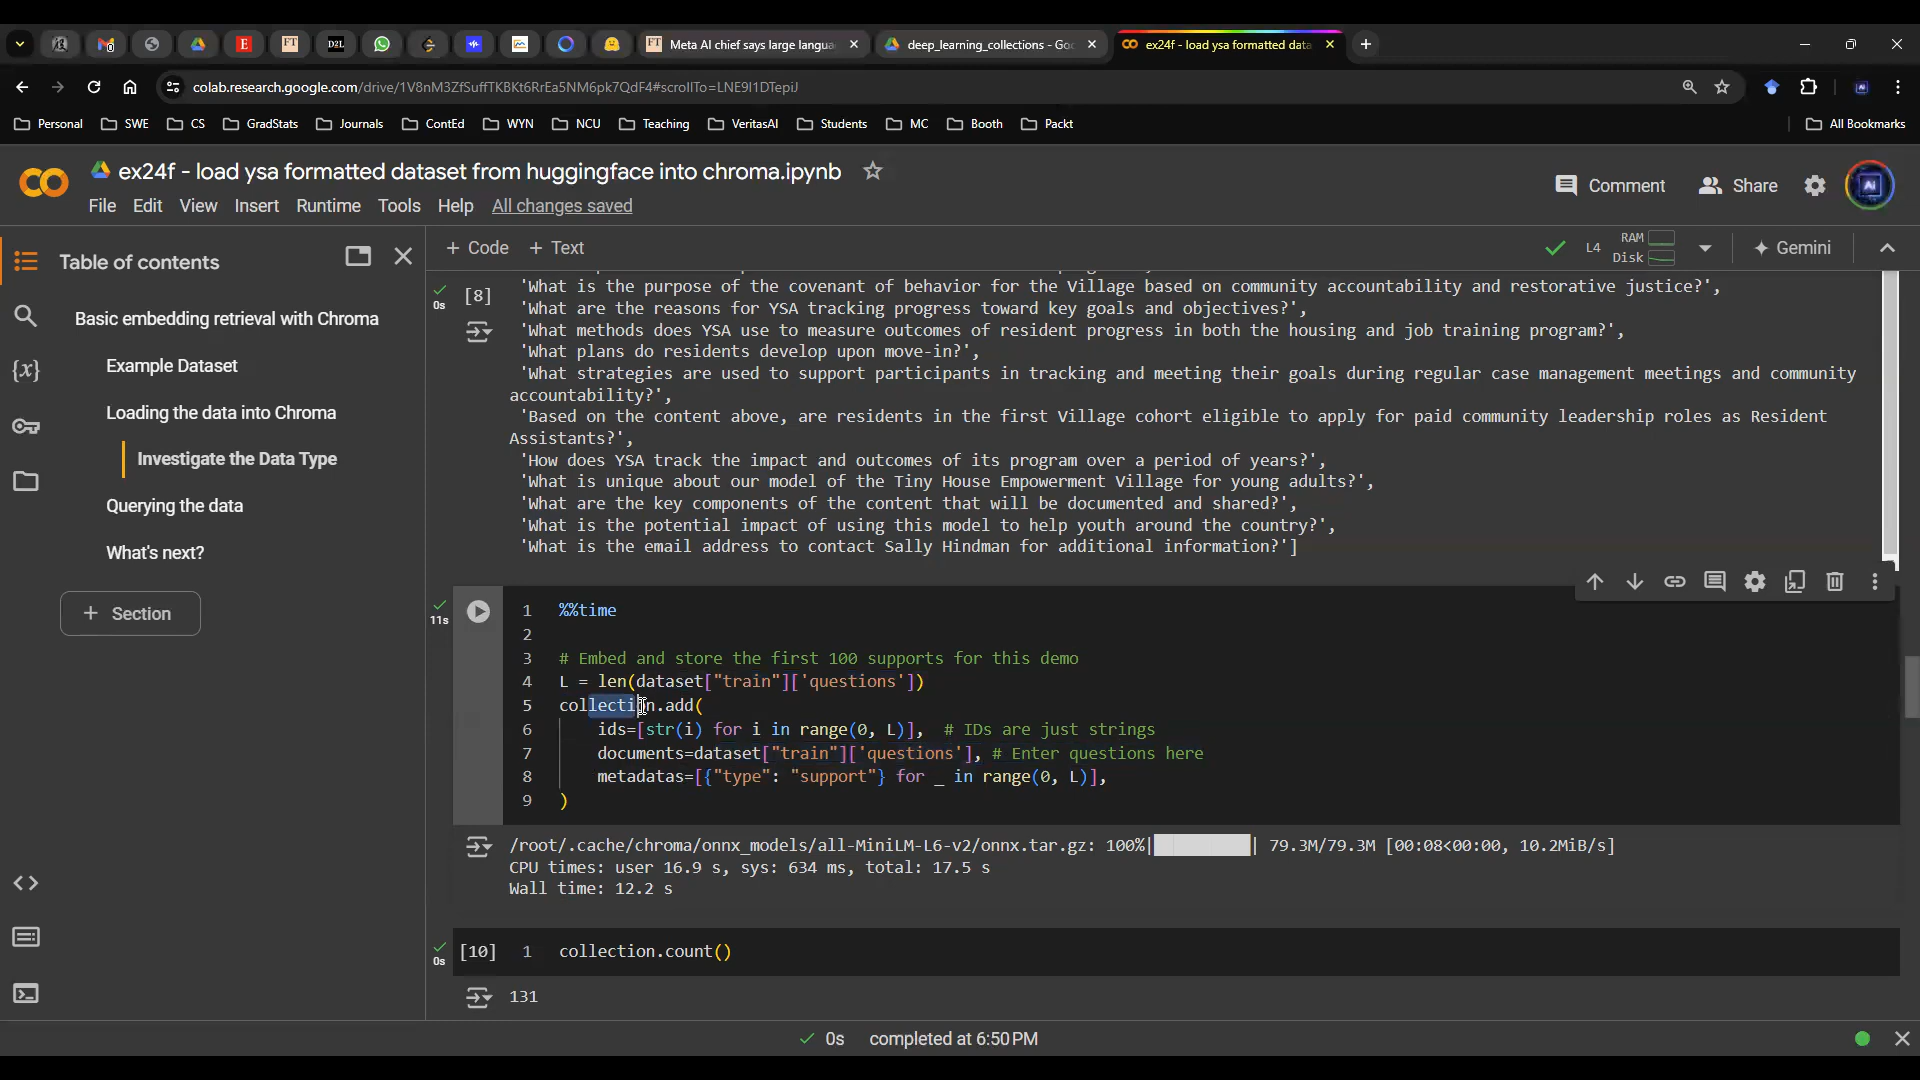 Meta AI chief says large langua
deep_learning_collections - Goo
ex24f - load ysa formatted data
colab.research.google.com/drive/1V8nM3ZfSuffTKBKt6RrEa5NM6pk7QdF4#scrollTo=LNE9I1DTepiJ
Personal SWE CS GradStats Journals ContEd WYN NCU Teaching VeritasAI Students MC Booth Packt All Bookmarks
ex24f - load ysa formatted dataset from huggingface into chroma.ipynb
Comment Share
File Edit View Insert Runtime Tools Help All changes saved
Table of contents
+ Code + Text
L4 RAM Disk Gemini
Basic embedding retrieval with Chroma
Example Dataset
Loading the data into Chroma
Investigate the Data Type
Querying the data
What's next?
+ Section
0s [8]
'What is the purpose of the covenant of behavior for the Village based on community accountability and restorative justice?',
'What are the reasons for YSA tracking progress toward key goals and objectives?',
'What methods does YSA use to measure outcomes of resident progress in both the housing and job training program?',
'What plans do residents develop upon move-in?',
'What strategies are used to support participants in tracking and meeting their goals during regular case management meetings and community
accountability?',
'Based on the content above, are residents in the first Village cohort eligible to apply for paid community leadership roles as Resident
Assistants?',
'How does YSA track the impact and outcomes of its program over a period of years?',
'What is unique about our model of the Tiny House Empowerment Village for young adults?',
'What are the key components of the content that will be documented and shared?',
'What is the potential impact of using this model to help youth around the country?',
'What is the email address to contact Sally Hindman for additional information?']
11s
1 %%time
2
3 # Embed and store the first 100 supports for this demo
4 L = len(dataset["train"]['questions'])
5 collection.add(
6 ids=[str(i) for i in range(0, L)], # IDs are just strings
7 documents=dataset["train"]['questions'], # Enter questions here
8 metadatas=[{"type": "support"} for _ in range(0, L)],
9 )
/root/.cache/chroma/onnx_models/all-MiniLM-L6-v2/onnx.tar.gz: 100%|██████████| 79.3M/79.3M [00:08<00:00, 10.2MiB/s]
CPU times: user 16.9 s, sys: 634 ms, total: 17.5 s
Wall time: 12.2 s
0s [10] 1 collection.count()
131
0s completed at 6:50 PM